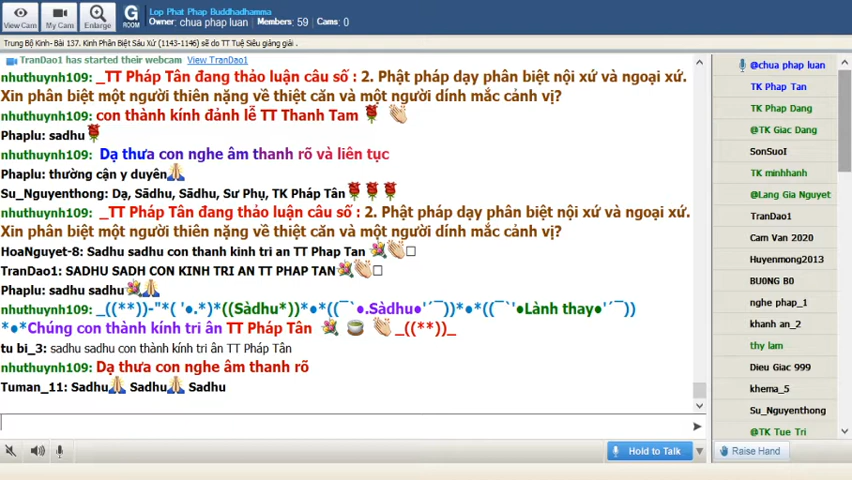 View Cam
My Cam
Enlarge
G
ROOM
Lop Phat Phap Buddhadhamma
Owner: chua phap luan Members: 59 Cams: 0
Trung Bộ Kinh- Bài 137. Kinh Phân Biệt Sáu Xứ (1143-1146) sẽ do TT Tuệ Siêu giảng giải .
TranDao1 has started their webcam View TranDao1
nhuthuynh109: _TT Pháp Tân đang thảo luận câu số : 2. Phật pháp dạy phân biệt nội xứ và ngoại xứ.
Xin phân biệt một người thiên nặng về thiệt căn và một người dính mắc cảnh vị?
nhuthuynh109: con thành kính đảnh lễ TT Thanh Tam
Phaplu: sadhu
nhuthuynh109: Dạ thưa con nghe âm thanh rõ và liên tục
Phaplu: thường cận y duyên
Su_Nguyenthong: Dạ, Sādhu, Sādhu, Sư Phụ, TK Pháp Tân
nhuthuynh109: _TT Pháp Tân đang thảo luận câu số : 2. Phật pháp dạy phân biệt nội xứ và ngoại xứ.
Xin phân biệt một người thiên nặng về thiệt căn và một người dính mắc cảnh vị?
HoaNguyet-8: Sadhu sadhu con thanh kinh tri an TT Phap Tan
TranDao1: SADHU SADH CON KINH TRI AN TT PHAP TAN
Phaplu: sadhu sadhu
nhuthuynh109: _((**))-"*( '•.*)*((Sàdhu*))*•*((¯`•.Sàdhu•'´¯))*•*((¯`'•Lành thay•'´¯))
*•*Chúng con thành kính tri ân TT Pháp Tân _((**))_
tu bi_3: sadhu sadhu con thành kính tri ân TT Pháp Tân
nhuthuynh109: Dạ thưa con nghe âm thanh rõ
Tuman_11: Sadhu Sadhu Sadhu
Hold to Talk
@chua phap luan
TK Phap Tan
TK Phap Dang
@TK Giac Dang
SonSuoI
TK minhhanh
@Lang Gia Nguyet
TranDao1
Cam Van 2020
Huyenmong2013
BU0NG B0
nghe phap_1
khanh an_2
thy lam
Dieu Giac 999
khema_5
Su_Nguyenthong
@TK Tue Tri
Raise Hand